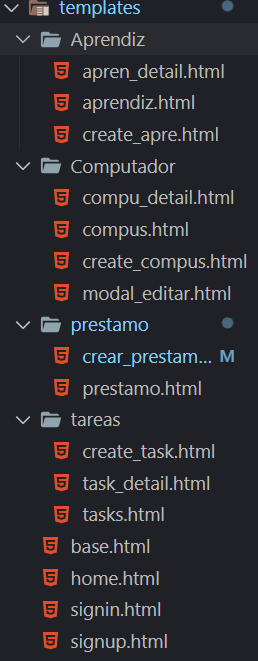 templates
Aprendiz
apren_detail.html
aprendiz.html
create_apre.html
Computador
compu_detail.html
compus.html
create_compus.html
modal_editar.html
prestamo
crear_prestam... M
prestamo.html
tareas
create_task.html
task_detail.html
tasks.html
base.html
home.html
signin.html
signup.html